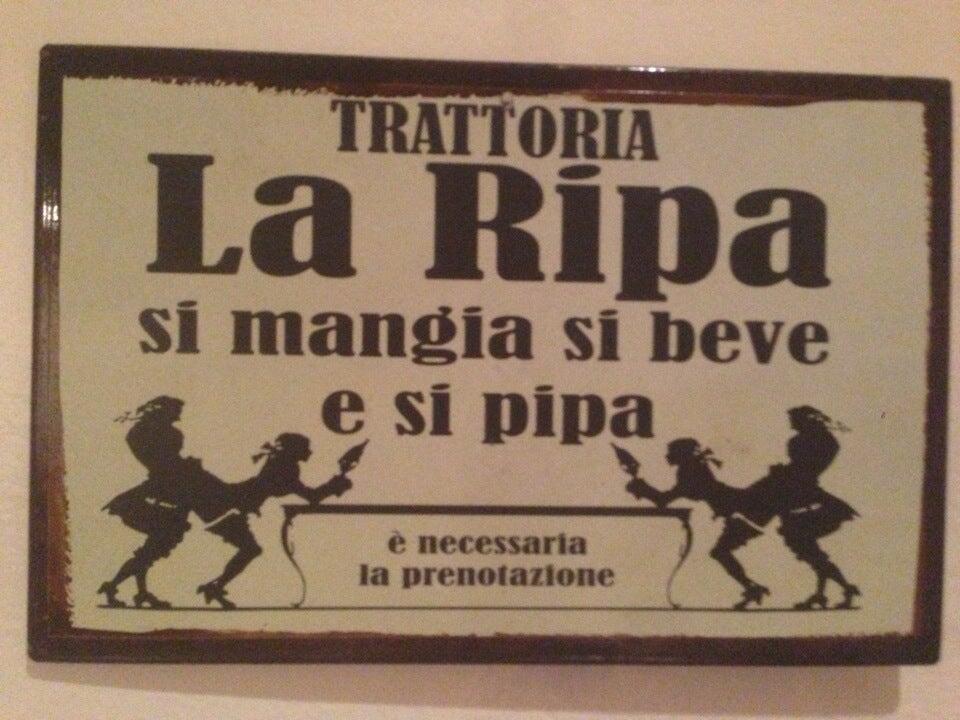 TRATTORIA
La Ripa
si mangia si beve
e si pipa
è necessaria
la prenotazione